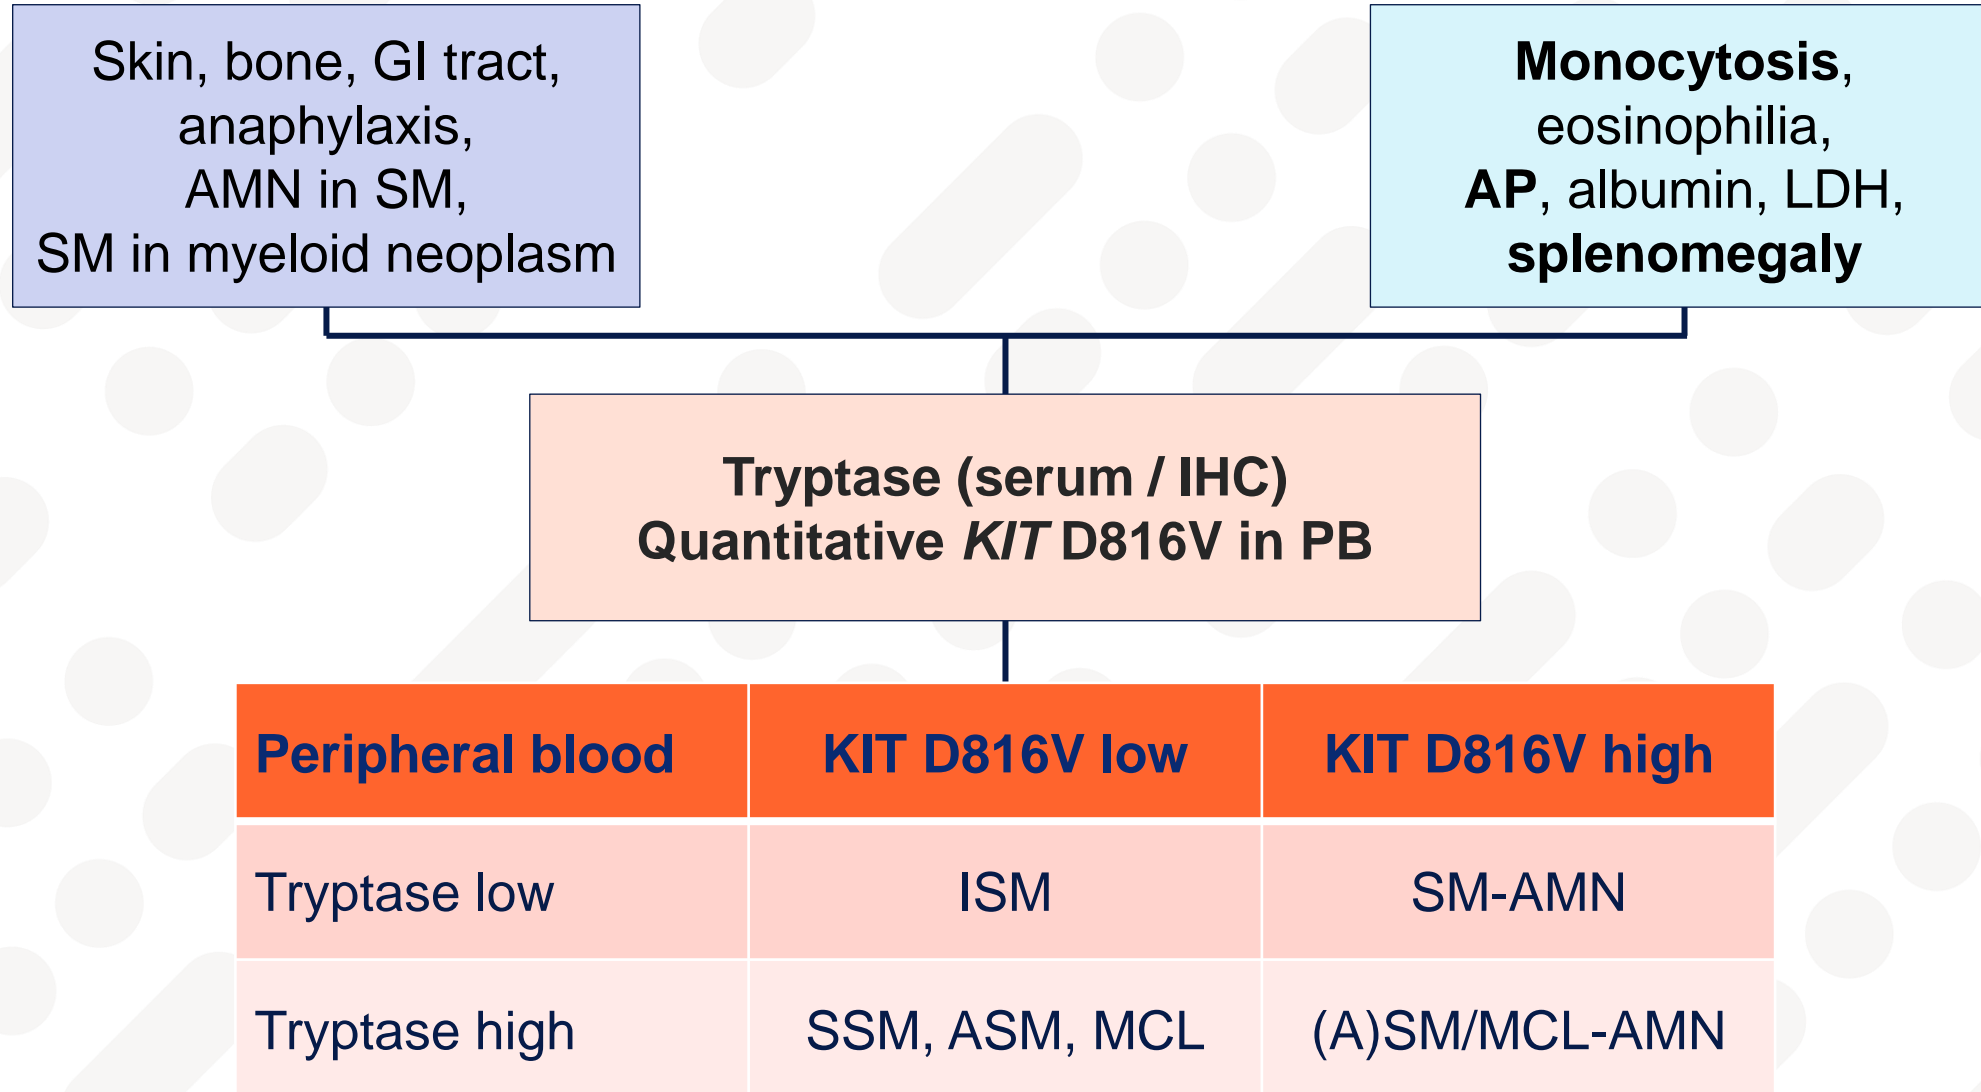 Skin, bone, GI tract,
anaphylaxis,
AMN in SM,
SM in myeloid neoplasm
Monocytosis,
eosinophilia,
AP, albumin, LDH,
splenomegaly
Tryptase (serum / IHC)
Quantitative KIT D816V in PB
Peripheral blood KIT D816V low KIT D816V high
Tryptase low ISM SM-AMN
Tryptase high SSM, ASM, MCL (A)SM/MCL-AMN